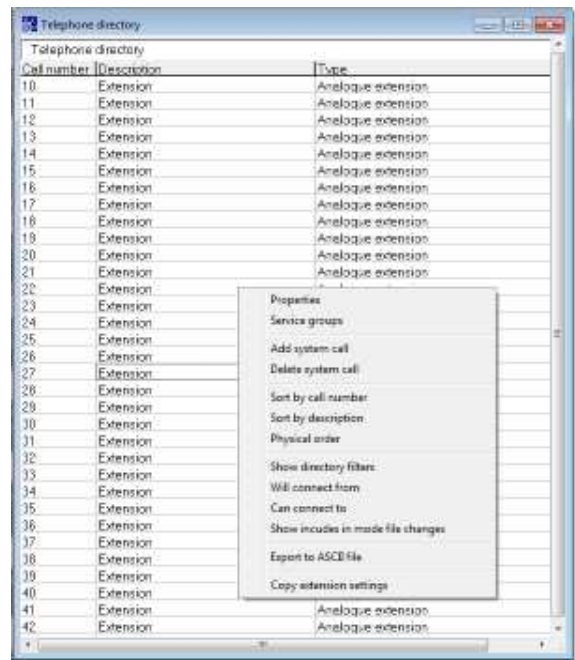 Telephone directory
Telephone directory
Call number Description Type
10 Extension Analogue extension
11 Extension Analogue extension
12 Extension Analogue extension
13 Extension Analogue extension
14 Extension Analogue extension
15 Extension Analogue extension
16 Extension Analogue extension
17 Extension Analogue extension
18 Extension Analogue extension
19 Extension Analogue extension
20 Extension Analogue extension
21 Extension Analogue extension
22 Extension
23 Extension
24 Extension
25 Extension
26 Extension
27 Extension
28 Extension
29 Extension
30 Extension
31 Extension
32 Extension
33 Extension
34 Extension
35 Extension
36 Extension
37 Extension
38 Extension
39 Extension
40 Extension
41 Extension Analogue extension
42 Extension Analogue extension
Properties
Service groups
Add system call
Delete system call
Sort by call number
Sort by description
Physical order
Show directory filters
Will connect from
Can connect to
Show incudes in mode file changes
Export to ASCII file
Copy extension settings